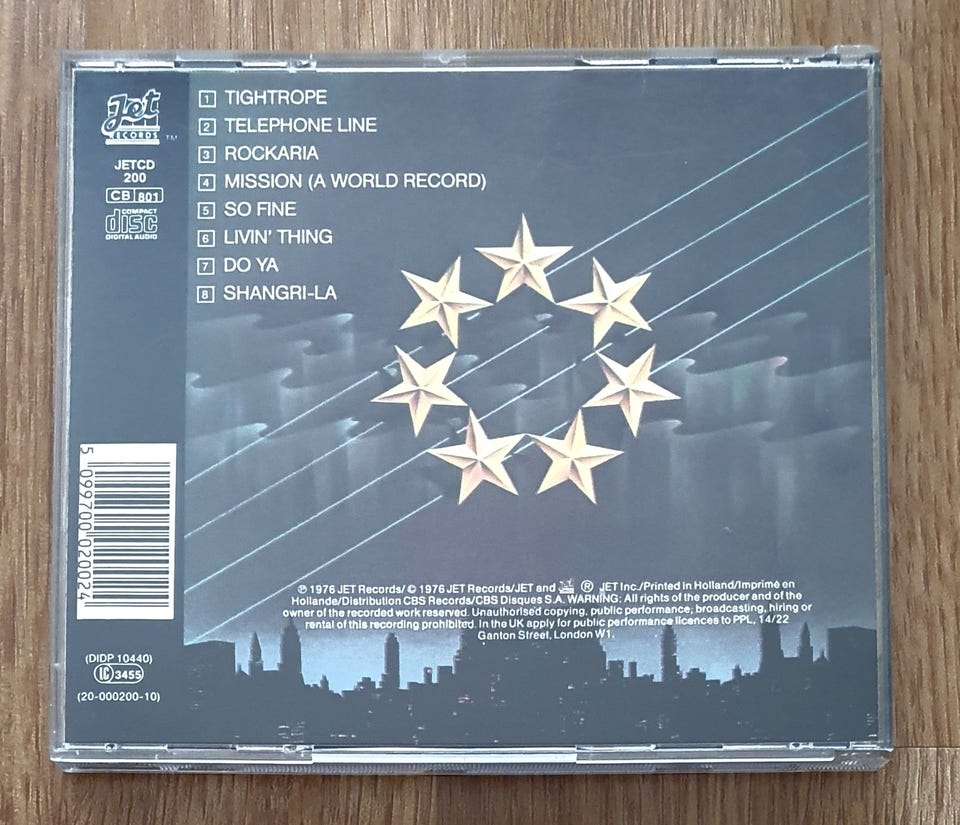 Jet
RECORDS ™
JETCD
200
CB 801
COMPACT
disc
DIGITAL AUDIO
1 TIGHTROPE
2 TELEPHONE LINE
3 ROCKARIA
4 MISSION (A WORLD RECORD)
5 SO FINE
6 LIVIN' THING
7 DO YA
8 SHANGRI-LA
5 099700 020024
℗ 1976 JET Records/ © 1976 JET Records/JET and Jet ® JET Inc./Printed in Holland/Imprimé en
Hollande/Distribution CBS Records/CBS Disques S.A. WARNING: All rights of the producer and of the
owner of the recorded work reserved. Unauthorised copying, public performance, broadcasting, hiring or
rental of this recording prohibited. In the UK apply for public performance licences to PPL, 14/22
Ganton Street, London W1.
(DIDP 10440)
LC 3455
(20-000200-10)